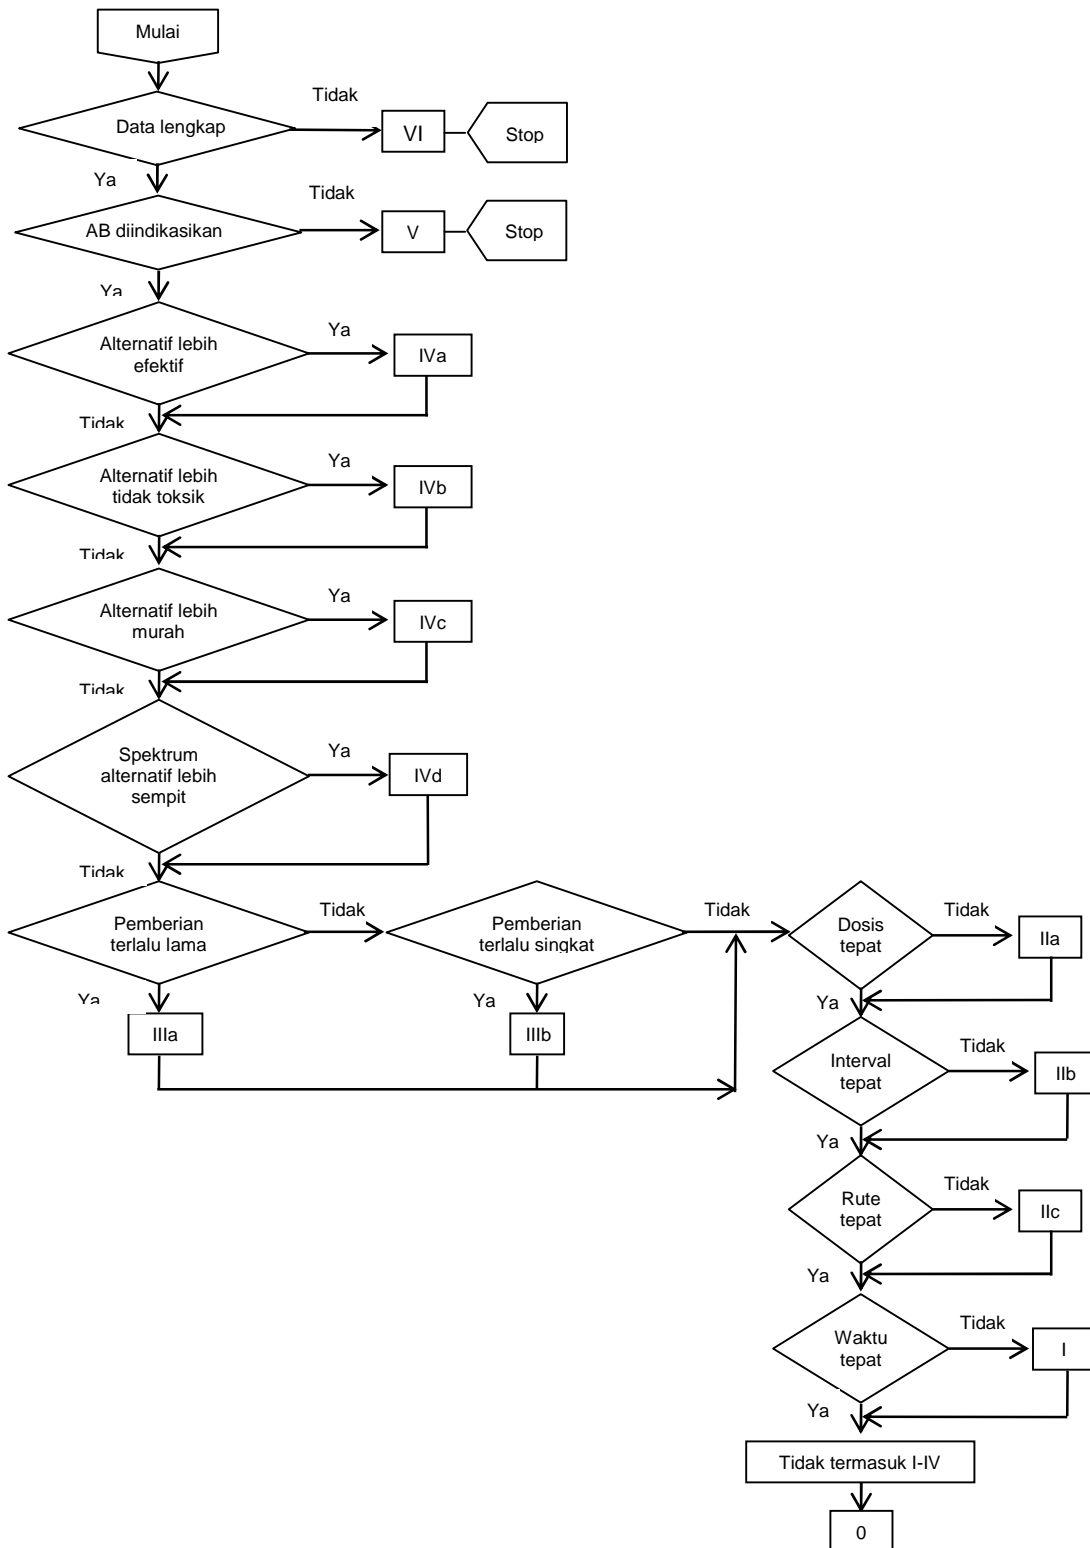 Mulai
Tidak
Data lengkap
VI
Stop
Ya
Tidak
AB diindikasikan
V
Stop
Ya
Alternatif lebih
efektif
Ya
IVa
Tidak
Alternatif lebih
tidak toksik
Ya
IVb
Tidak
Alternatif lebih
murah
Ya
IVc
Tidak
Spektrum
alternatif lebih
sempit
Ya
IVd
Tidak
Pemberian
terlalu lama
Tidak
Pemberian
terlalu singkat
Tidak
Dosis
tepat
Tidak
IIa
Ya
IIIa
Ya
IIIb
Ya
Interval
tepat
Tidak
IIb
Ya
Rute
tepat
Tidak
IIc
Ya
Waktu
tepat
Tidak
I
Ya
Tidak termasuk I-IV
0